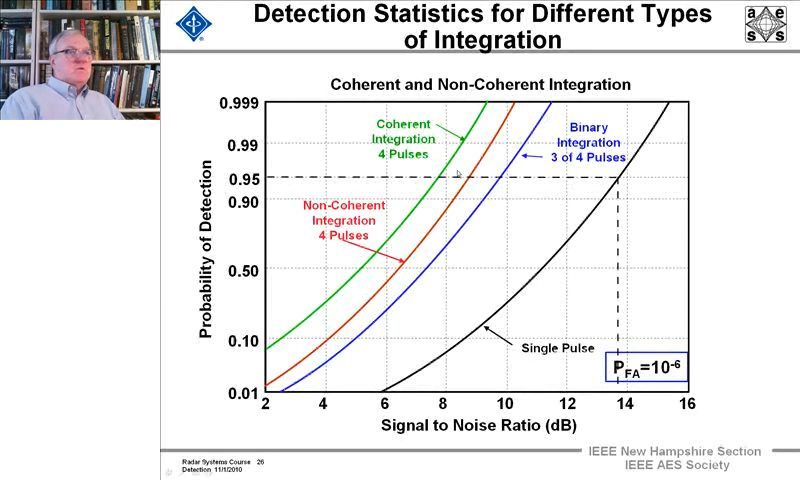 Detection Statistics for Different Types
of Integration
a e
s s
Coherent and Non-Coherent Integration
Coherent
Integration
4 Pulses
Binary
Integration
3 of 4 Pulses
Non-Coherent
Integration
4 Pulses
Single Pulse
PFA=10-6
Probability of Detection
0.999
0.99
0.95
0.90
0.50
0.10
0.01
2 4 6 8 10 12 14 16
Signal to Noise Ratio (dB)
Radar Systems Course 26
Detection 11/1/2010
IEEE New Hampshire Section
IEEE AES Society